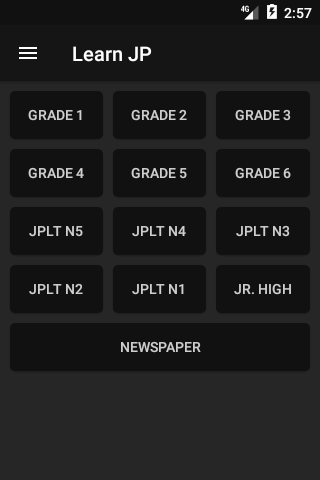 4G 2:57
Learn JP
GRADE 1 GRADE 2 GRADE 3
GRADE 4 GRADE 5 GRADE 6
JPLT N5 JPLT N4 JPLT N3
JPLT N2 JPLT N1 JR. HIGH
NEWSPAPER